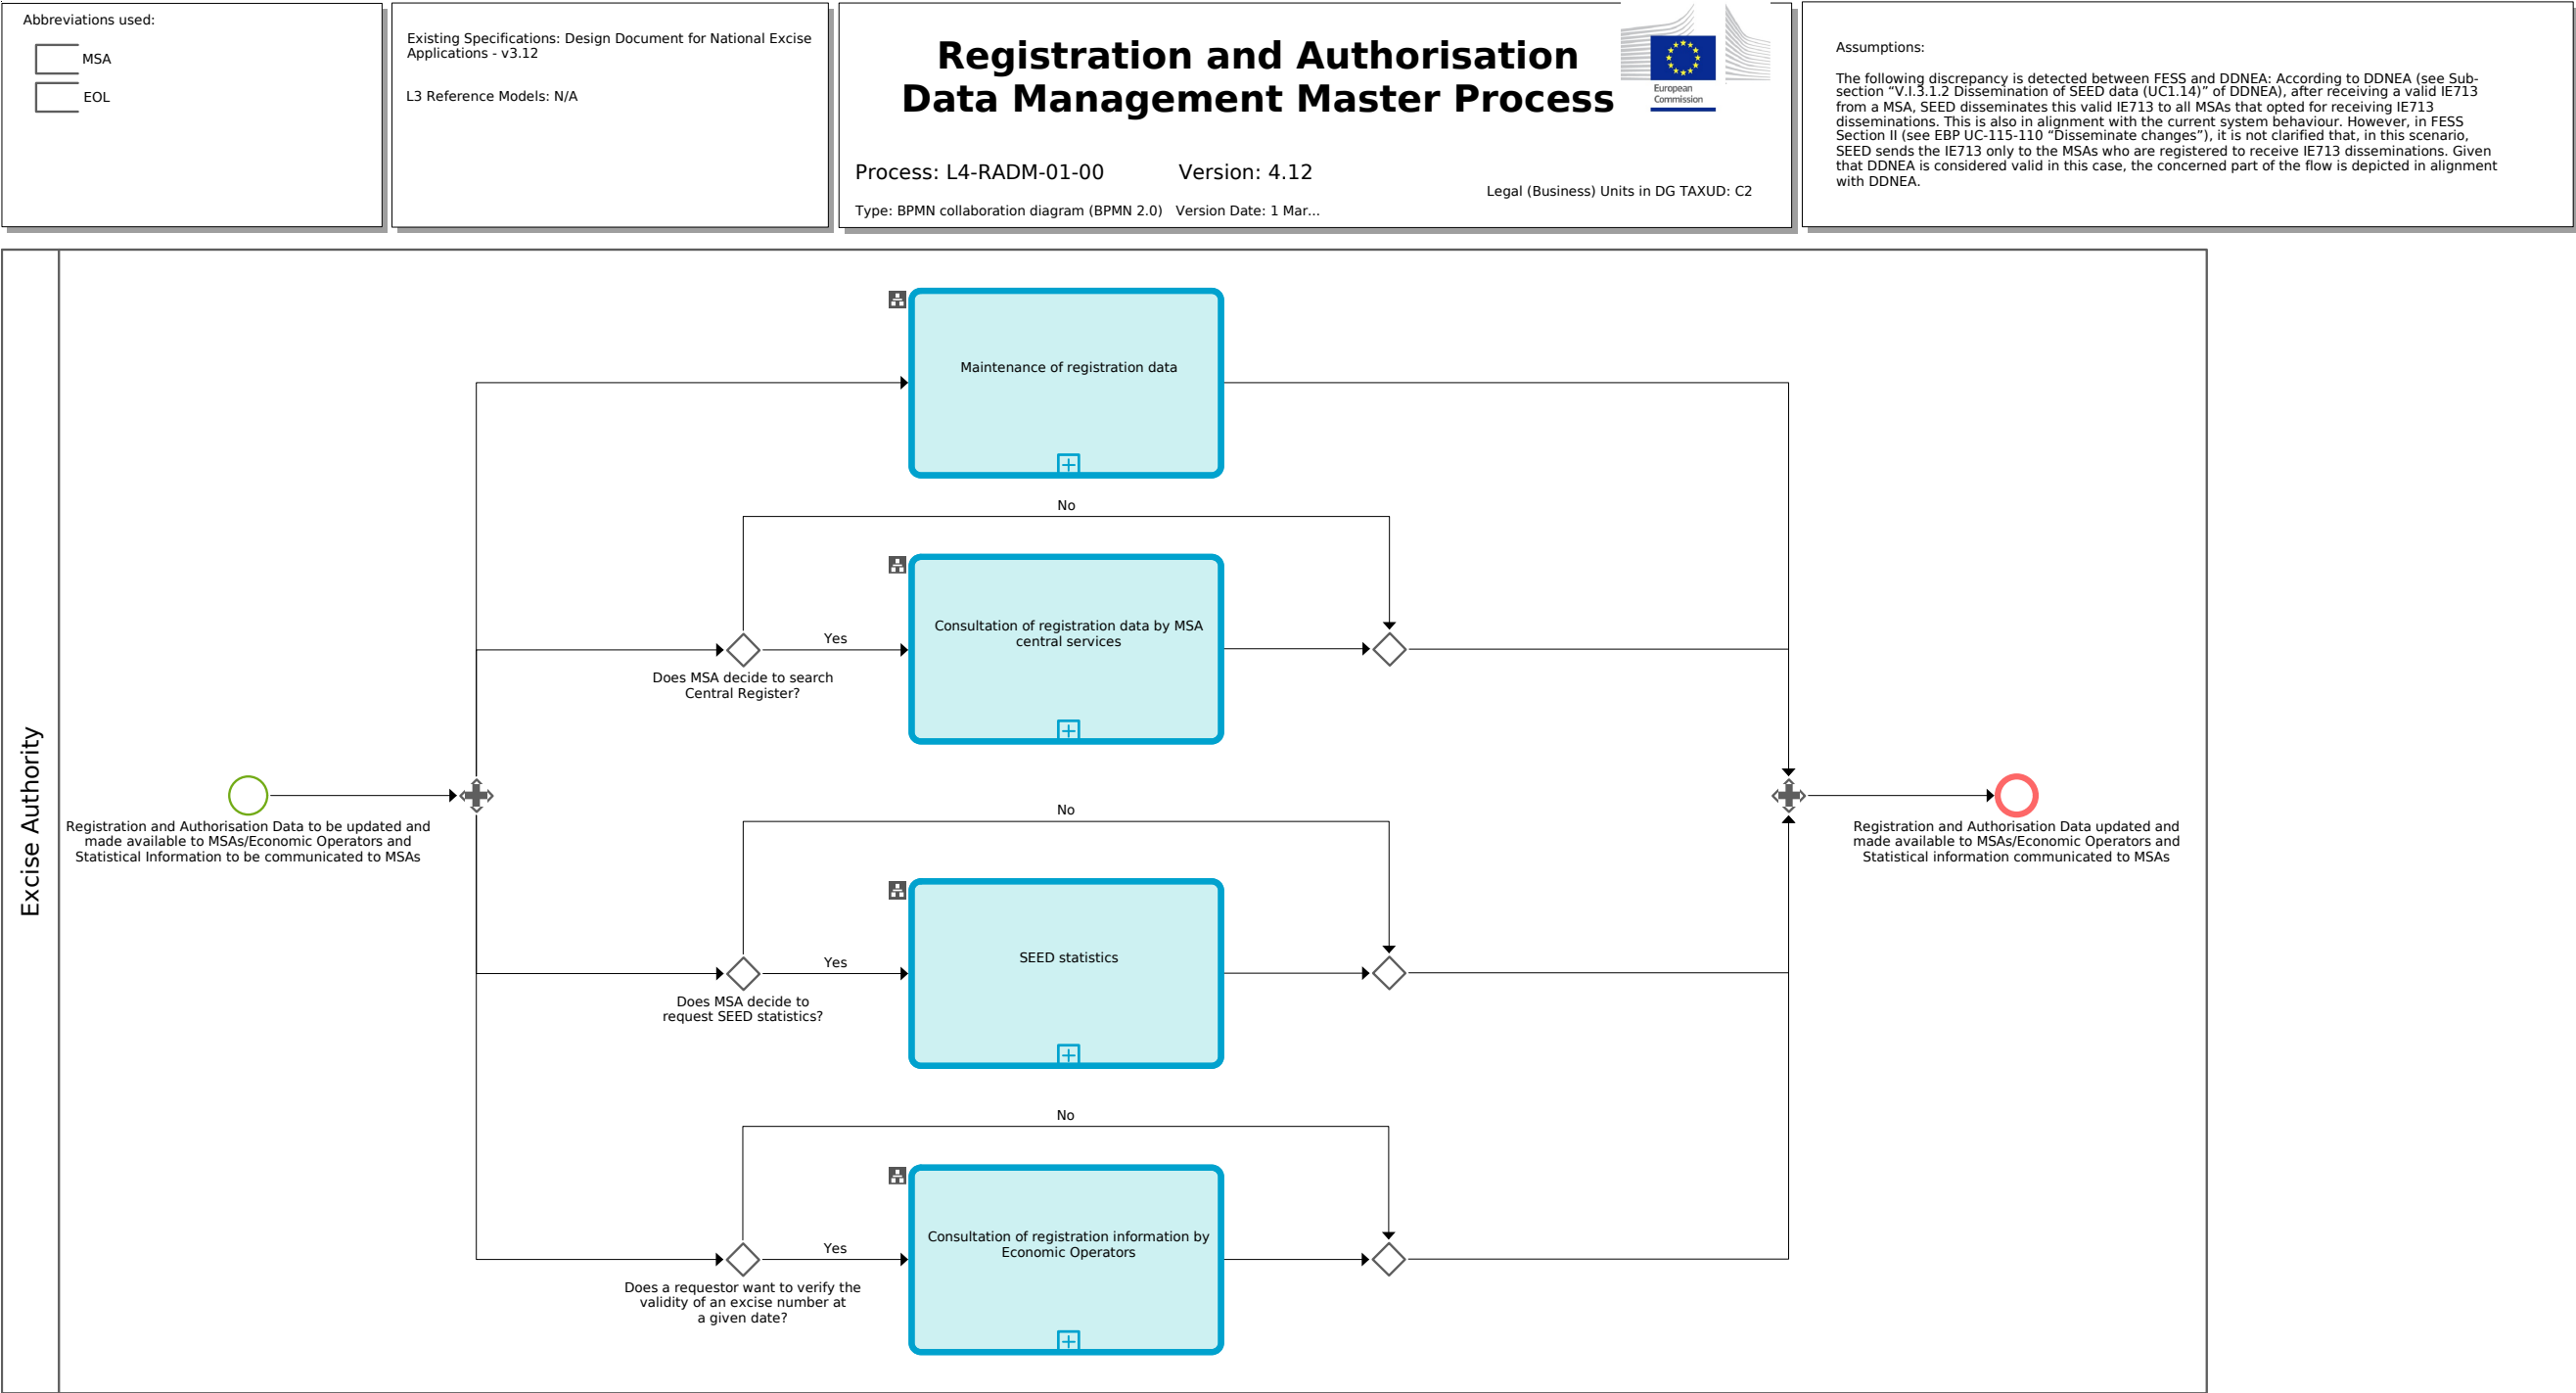 Abbreviations used:
MSA
EOL
Existing Specifications: Design Document for National Excise
Applications - v3.12
L3 Reference Models: N/A
Registration and Authorisation
Data Management Master Process
European
Commission
Process: L4-RADM-01-00
Version: 4.12
Legal (Business) Units in DG TAXUD: C2
Type: BPMN collaboration diagram (BPMN 2.0)
Version Date: 1 Mar...
Assumptions:
The following discrepancy is detected between FESS and DDNEA: According to DDNEA (see Sub-
section “V.I.3.1.2 Dissemination of SEED data (UC1.14)” of DDNEA), after receiving a valid IE713
from a MSA, SEED disseminates this valid IE713 to all MSAs that opted for receiving IE713
disseminations. This is also in alignment with the current system behaviour. However, in FESS
Section II (see EBP UC-115-110 “Disseminate changes”), it is not clarified that, in this scenario,
SEED sends the IE713 only to the MSAs who are registered to receive IE713 disseminations. Given
that DDNEA is considered valid in this case, the concerned part of the flow is depicted in alignment
with DDNEA.
Excise Authority
Registration and Authorisation Data to be updated and
made available to MSAs/Economic Operators and
Statistical Information to be communicated to MSAs
Maintenance of registration data
No
Does MSA decide to search
Central Register?
Yes
Consultation of registration data by MSA
central services
No
Does MSA decide to
request SEED statistics?
Yes
SEED statistics
No
Does a requestor want to verify the
validity of an excise number at
a given date?
Yes
Consultation of registration information by
Economic Operators
Registration and Authorisation Data updated and
made available to MSAs/Economic Operators and
Statistical information communicated to MSAs